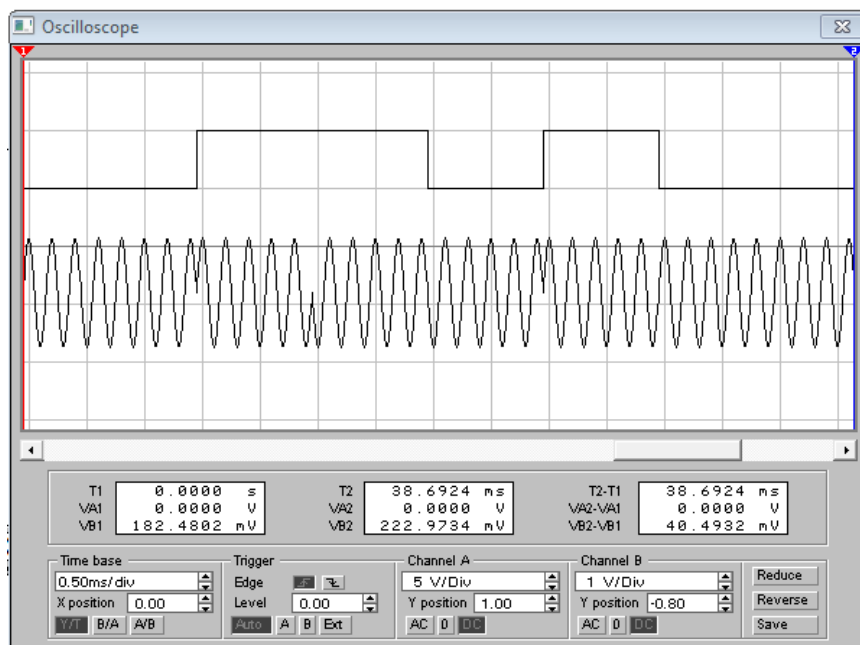 Oscilloscope
1 2
T1 0.0000 s T2 38.6924 ms T2-T1 38.6924 ms
VA1 0.0000 V VA2 0.0000 V VA2-VA1 0.0000 V
VB1 182.4802 mV VB2 222.9734 mV VB2-VB1 40.4932 mV
Time base Trigger Channel A Channel B
0.50ms/div Edge 5 V/Div 1 V/Div Reduce
X position 0.00 Level 0.00 Y position 1.00 Y position -0.80 Reverse
Y/T B/A A/B Auto A B Ext AC 0 DC AC 0 DC Save